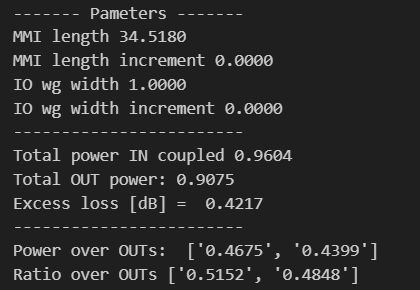 ------- Pameters -------
MMI length 34.5180
MMI length increment 0.0000
IO wg width 1.0000
IO wg width increment 0.0000
------------------------
Total power IN coupled 0.9604
Total OUT power: 0.9075
Excess loss [dB] =  0.4217
------------------------
Power over OUTs:  ['0.4675', '0.4399']
Ratio over OUTs ['0.5152', '0.4848']